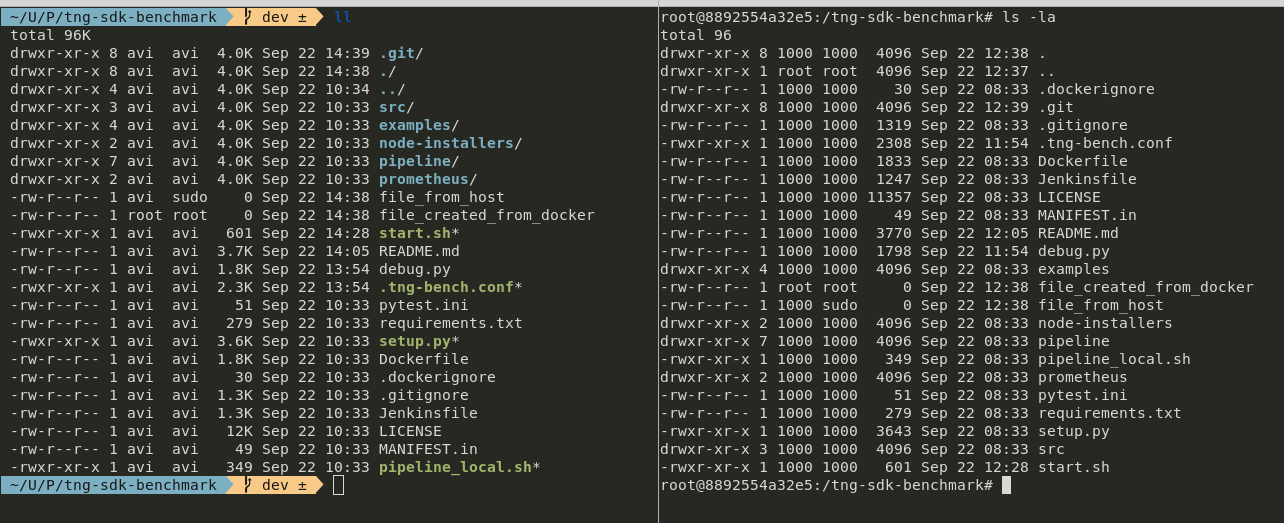 ~/U/P/tng-sdk-benchmark dev ± ll
total 96K
drwxr-xr-x 8 avi  avi  4.0K Sep 22 14:39 .git/
drwxr-xr-x 8 avi  avi  4.0K Sep 22 14:38 ./
drwxr-xr-x 4 avi  avi  4.0K Sep 22 10:34 ../
drwxr-xr-x 3 avi  avi  4.0K Sep 22 10:33 src/
drwxr-xr-x 4 avi  avi  4.0K Sep 22 10:33 examples/
drwxr-xr-x 2 avi  avi  4.0K Sep 22 10:33 node-installers/
drwxr-xr-x 7 avi  avi  4.0K Sep 22 10:33 pipeline/
drwxr-xr-x 2 avi  avi  4.0K Sep 22 10:33 prometheus/
-rw-r--r-- 1 avi  sudo    0 Sep 22 14:38 file_from_host
-rw-r--r-- 1 root root    0 Sep 22 14:38 file_created_from_docker
-rwxr-xr-x 1 avi  avi   601 Sep 22 14:28 start.sh*
-rw-r--r-- 1 avi  avi  3.7K Sep 22 14:05 README.md
-rw-r--r-- 1 avi  avi  1.8K Sep 22 13:54 debug.py
-rwxr-xr-x 1 avi  avi  2.3K Sep 22 13:54 .tng-bench.conf*
-rw-r--r-- 1 avi  avi    51 Sep 22 10:33 pytest.ini
-rw-r--r-- 1 avi  avi   279 Sep 22 10:33 requirements.txt
-rwxr-xr-x 1 avi  avi  3.6K Sep 22 10:33 setup.py*
-rw-r--r-- 1 avi  avi  1.8K Sep 22 10:33 Dockerfile
-rw-r--r-- 1 avi  avi    30 Sep 22 10:33 .dockerignore
-rw-r--r-- 1 avi  avi  1.3K Sep 22 10:33 .gitignore
-rw-r--r-- 1 avi  avi  1.3K Sep 22 10:33 Jenkinsfile
-rw-r--r-- 1 avi  avi   12K Sep 22 10:33 LICENSE
-rw-r--r-- 1 avi  avi    49 Sep 22 10:33 MANIFEST.in
-rwxr-xr-x 1 avi  avi   349 Sep 22 10:33 pipeline_local.sh*
~/U/P/tng-sdk-benchmark dev ±
root@8892554a32e5:/tng-sdk-benchmark# ls -la
total 96
drwxr-xr-x 8 1000 1000  4096 Sep 22 12:38 .
drwxr-xr-x 1 root root  4096 Sep 22 12:37 ..
-rw-r--r-- 1 1000 1000    30 Sep 22 08:33 .dockerignore
drwxr-xr-x 8 1000 1000  4096 Sep 22 12:39 .git
-rw-r--r-- 1 1000 1000  1319 Sep 22 08:33 .gitignore
-rwxr-xr-x 1 1000 1000  2308 Sep 22 11:54 .tng-bench.conf
-rw-r--r-- 1 1000 1000  1833 Sep 22 08:33 Dockerfile
-rw-r--r-- 1 1000 1000  1247 Sep 22 08:33 Jenkinsfile
-rw-r--r-- 1 1000 1000 11357 Sep 22 08:33 LICENSE
-rw-r--r-- 1 1000 1000    49 Sep 22 08:33 MANIFEST.in
-rw-r--r-- 1 1000 1000  3770 Sep 22 12:05 README.md
-rw-r--r-- 1 1000 1000  1798 Sep 22 11:54 debug.py
drwxr-xr-x 4 1000 1000  4096 Sep 22 08:33 examples
-rw-r--r-- 1 root root     0 Sep 22 12:38 file_created_from_docker
-rw-r--r-- 1 1000 sudo     0 Sep 22 12:38 file_from_host
drwxr-xr-x 2 1000 1000  4096 Sep 22 08:33 node-installers
drwxr-xr-x 7 1000 1000  4096 Sep 22 08:33 pipeline
-rwxr-xr-x 1 1000 1000   349 Sep 22 08:33 pipeline_local.sh
drwxr-xr-x 2 1000 1000  4096 Sep 22 08:33 prometheus
-rw-r--r-- 1 1000 1000    51 Sep 22 08:33 pytest.ini
-rw-r--r-- 1 1000 1000   279 Sep 22 08:33 requirements.txt
-rwxr-xr-x 1 1000 1000  3643 Sep 22 08:33 setup.py
drwxr-xr-x 3 1000 1000  4096 Sep 22 08:33 src
-rwxr-xr-x 1 1000 1000   601 Sep 22 12:28 start.sh
root@8892554a32e5:/tng-sdk-benchmark#